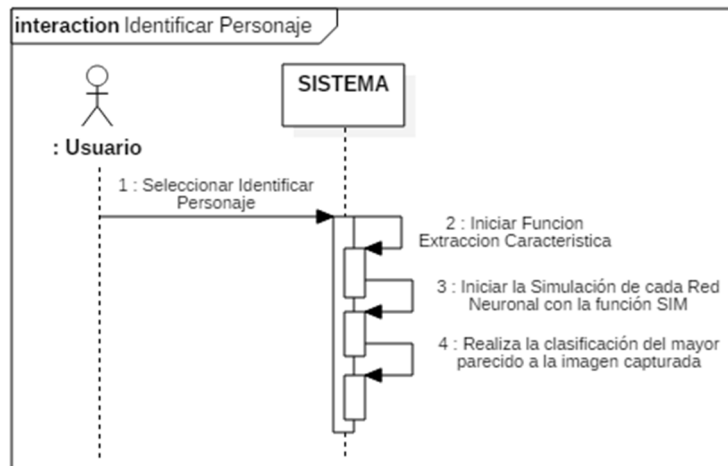 interaction Identificar Personaje
SISTEMA
: Usuario
1 : Seleccionar Identificar
Personaje
2 : Iniciar Funcion
Extraccion Caracteristica
3 : Iniciar la Simulación de cada Red
Neuronal con la función SIM
4 : Realiza la clasificación del mayor
parecido a la imagen capturada